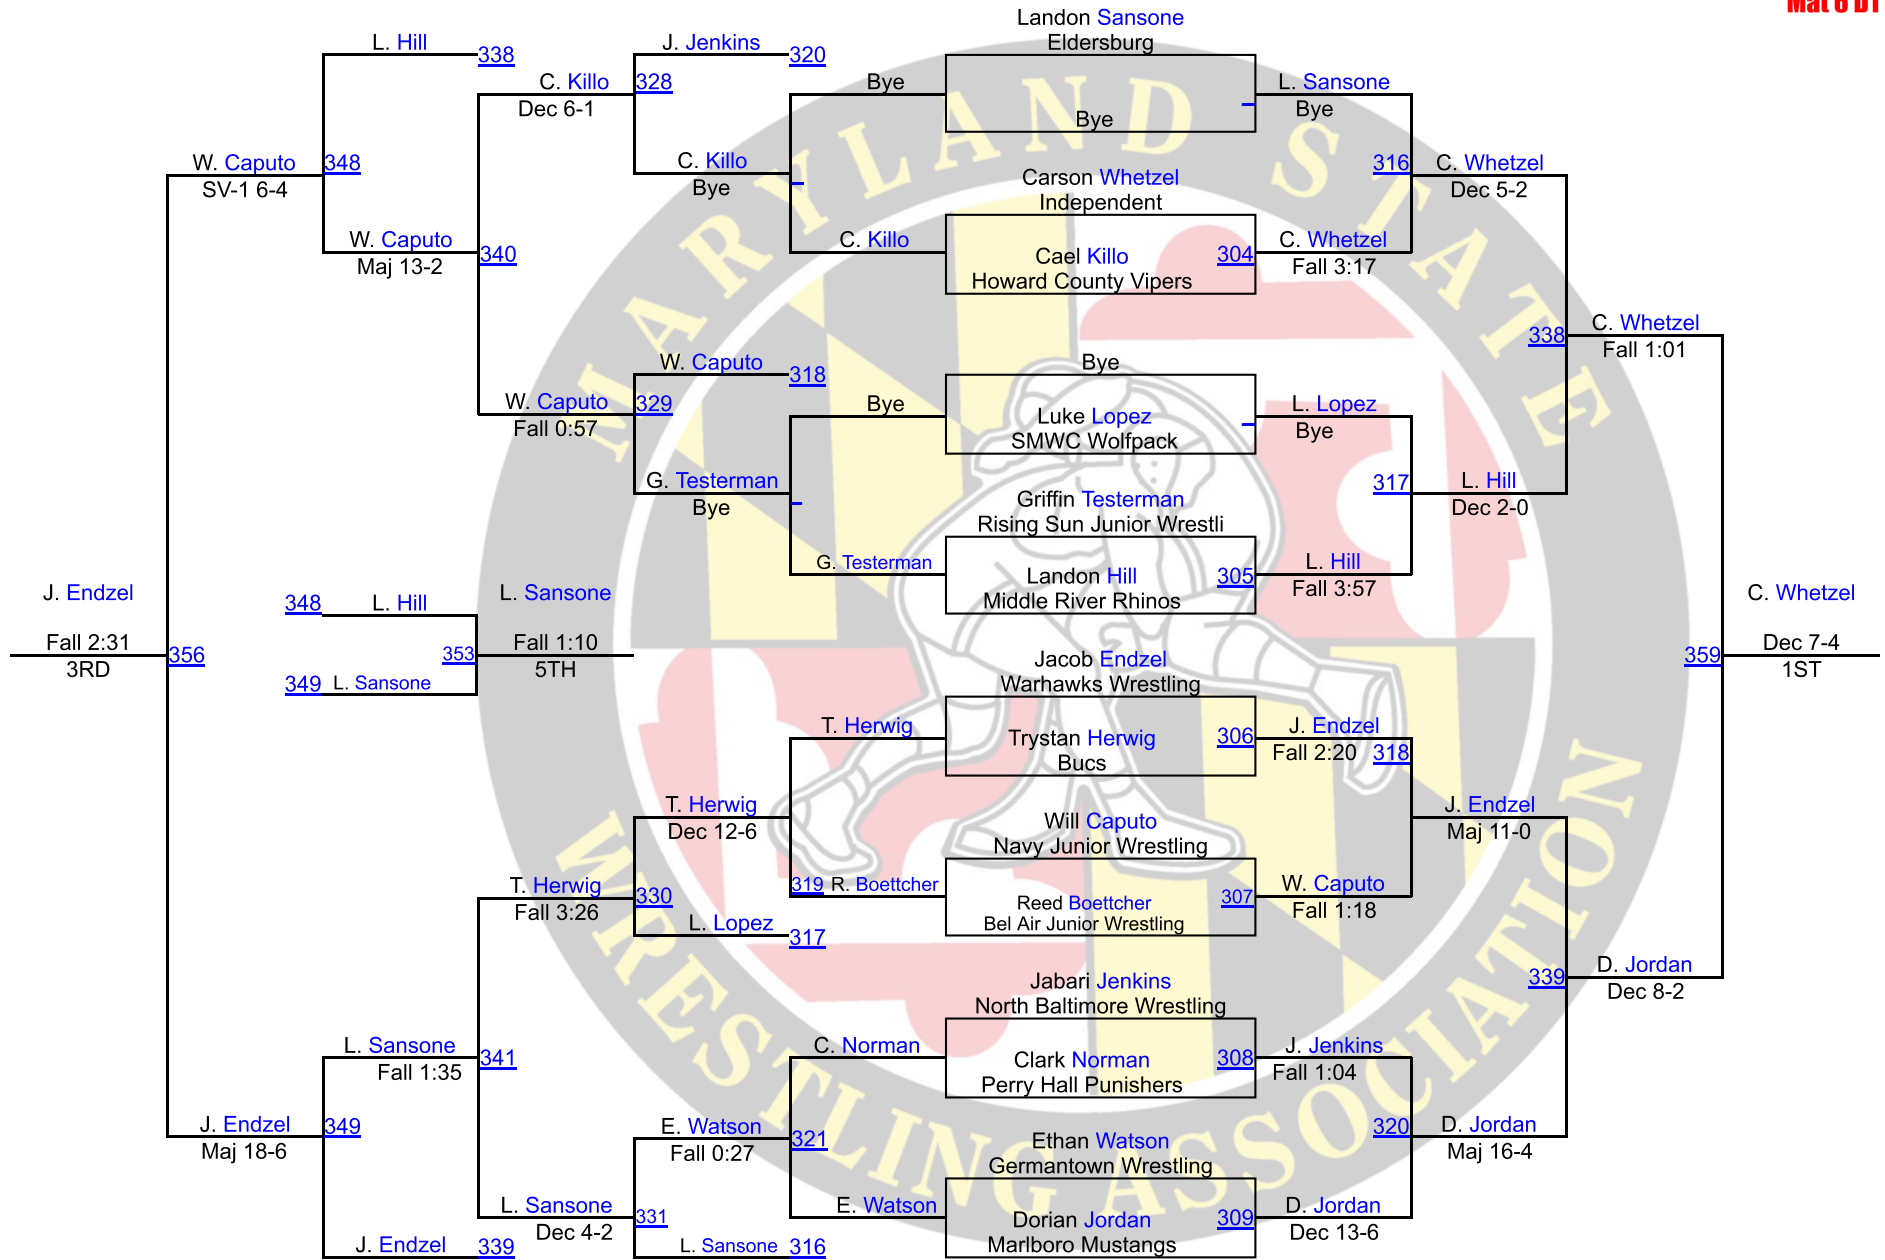 Landon Sansone
Eldersburg
L. Hill
338
J. Jenkins
320
C. Killo
328
Dec 6-1
Bye
L. Sansone
Bye
Bye
W. Caputo
348
SV-1 6-4
C. Killo
Bye
Carson Whetzel
Independent
316
C. Whetzel
Dec 5-2
W. Caputo
340
Maj 13-2
C. Killo
Cael Killo
Howard County Vipers
304
C. Whetzel
Fall 3:17
338
C. Whetzel
Fall 1:01
W. Caputo
318
Bye
W. Caputo
329
Fall 0:57
Bye
Luke Lopez
SMWC Wolfpack
L. Lopez
Bye
G. Testerman
Bye
Griffin Testerman
Rising Sun Junior Wrestli
317
L. Hill
Dec 2-0
G. Testerman
Landon Hill
Middle River Rhinos
305
L. Hill
Fall 3:57
J. Endzel
Fall 2:31
3RD
356
348
L. Hill
349
L. Sansone
353
L. Sansone
Fall 1:10
5TH
C. Whetzel
359
Dec 7-4
1ST
Jacob Endzel
Warhawks Wrestling
T. Herwig
Trystan Herwig
Bucs
306
J. Endzel
Fall 2:20
318
T. Herwig
Dec 12-6
Will Caputo
Navy Junior Wrestling
J. Endzel
Maj 11-0
T. Herwig
330
Fall 3:26
319
R. Boettcher
Reed Boettcher
Bel Air Junior Wrestling
307
W. Caputo
Fall 1:18
L. Lopez
317
339
D. Jordan
Dec 8-2
Jabari Jenkins
North Baltimore Wrestling
L. Sansone
341
Fall 1:35
C. Norman
Clark Norman
Perry Hall Punishers
308
J. Jenkins
Fall 1:04
J. Endzel
349
Maj 18-6
E. Watson
321
Fall 0:27
Ethan Watson
Germantown Wrestling
320
D. Jordan
Maj 16-4
L. Sansone
331
Dec 4-2
E. Watson
Dorian Jordan
Marlboro Mustangs
309
D. Jordan
Dec 13-6
J. Endzel
339
L. Sansone
316
MARYLAND STATE
WRESTLING ASSOCIATION